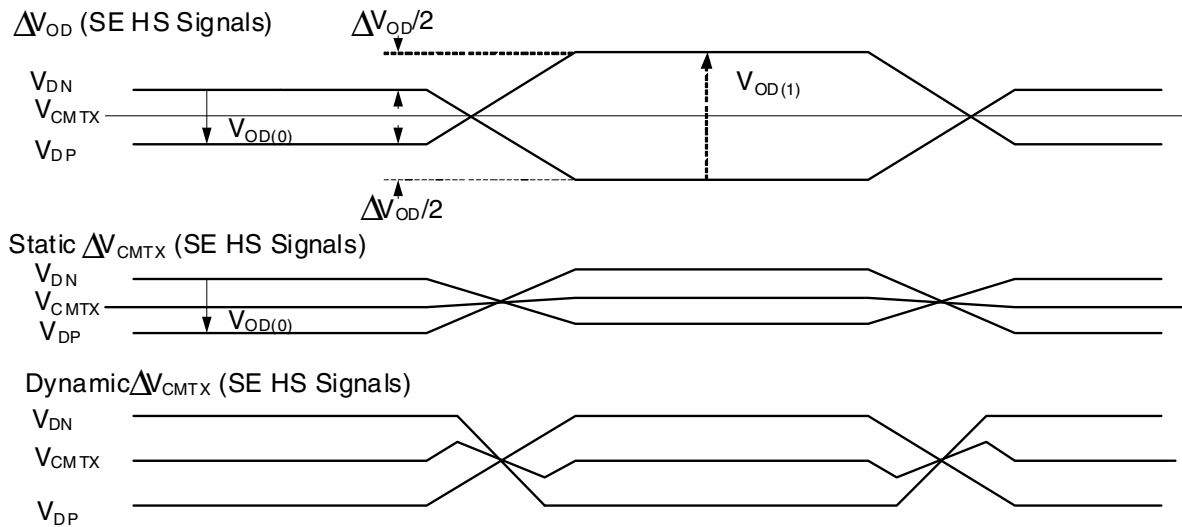 ΔV_OD (SE HS Signals)
ΔV_OD/2
V_DN
V_CMTX
V_OD(0)
V_OD(1)
V_DP
ΔV_OD/2
Static ΔV_CMTX (SE HS Signals)
V_DN
V_CMTX
V_OD(0)
V_DP
Dynamic ΔV_CMTX (SE HS Signals)
V_DN
V_CMTX
V_DP